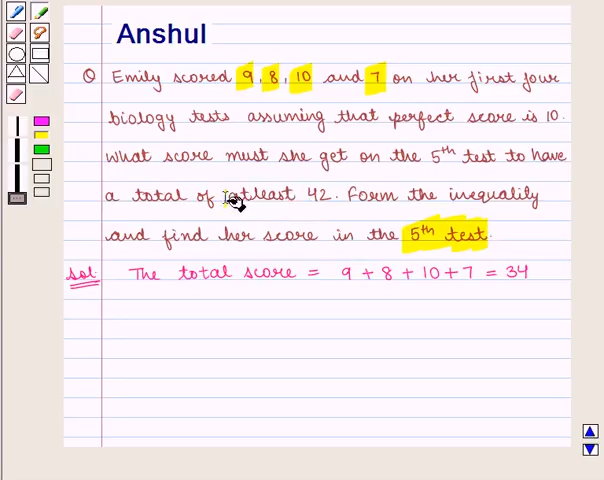 Anshul
Q Emily scored 9, 8, 10 and 7 on her first four
biology tests assuming that perfect score is 10.
What score must she get on the 5th test to have
a total of atleast 42. Form the inequality
and find her score in the 5th test.
Sol. The total score = 9 + 8 + 10 + 7 = 34